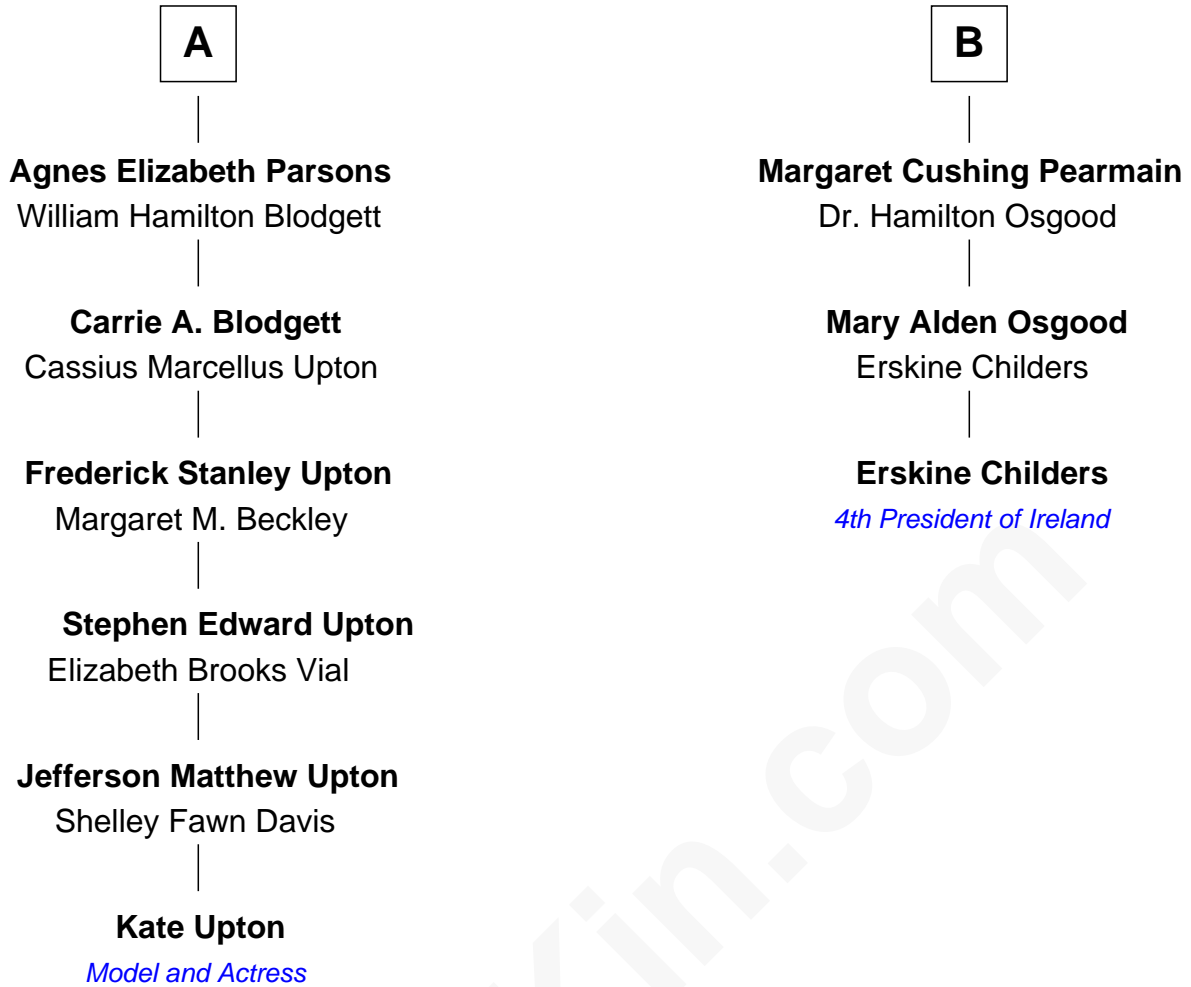 A
Agnes Elizabeth Parsons
William Hamilton Blodgett
Carrie A. Blodgett
Cassius Marcellus Upton
Frederick Stanley Upton
Margaret M. Beckley
Stephen Edward Upton
Elizabeth Brooks Vial
Jefferson Matthew Upton
Shelley Fawn Davis
Kate Upton
Model and Actress
B
Margaret Cushing Pearmain
Dr. Hamilton Osgood
Mary Alden Osgood
Erskine Childers
Erskine Childers
4th President of Ireland
Kin.com